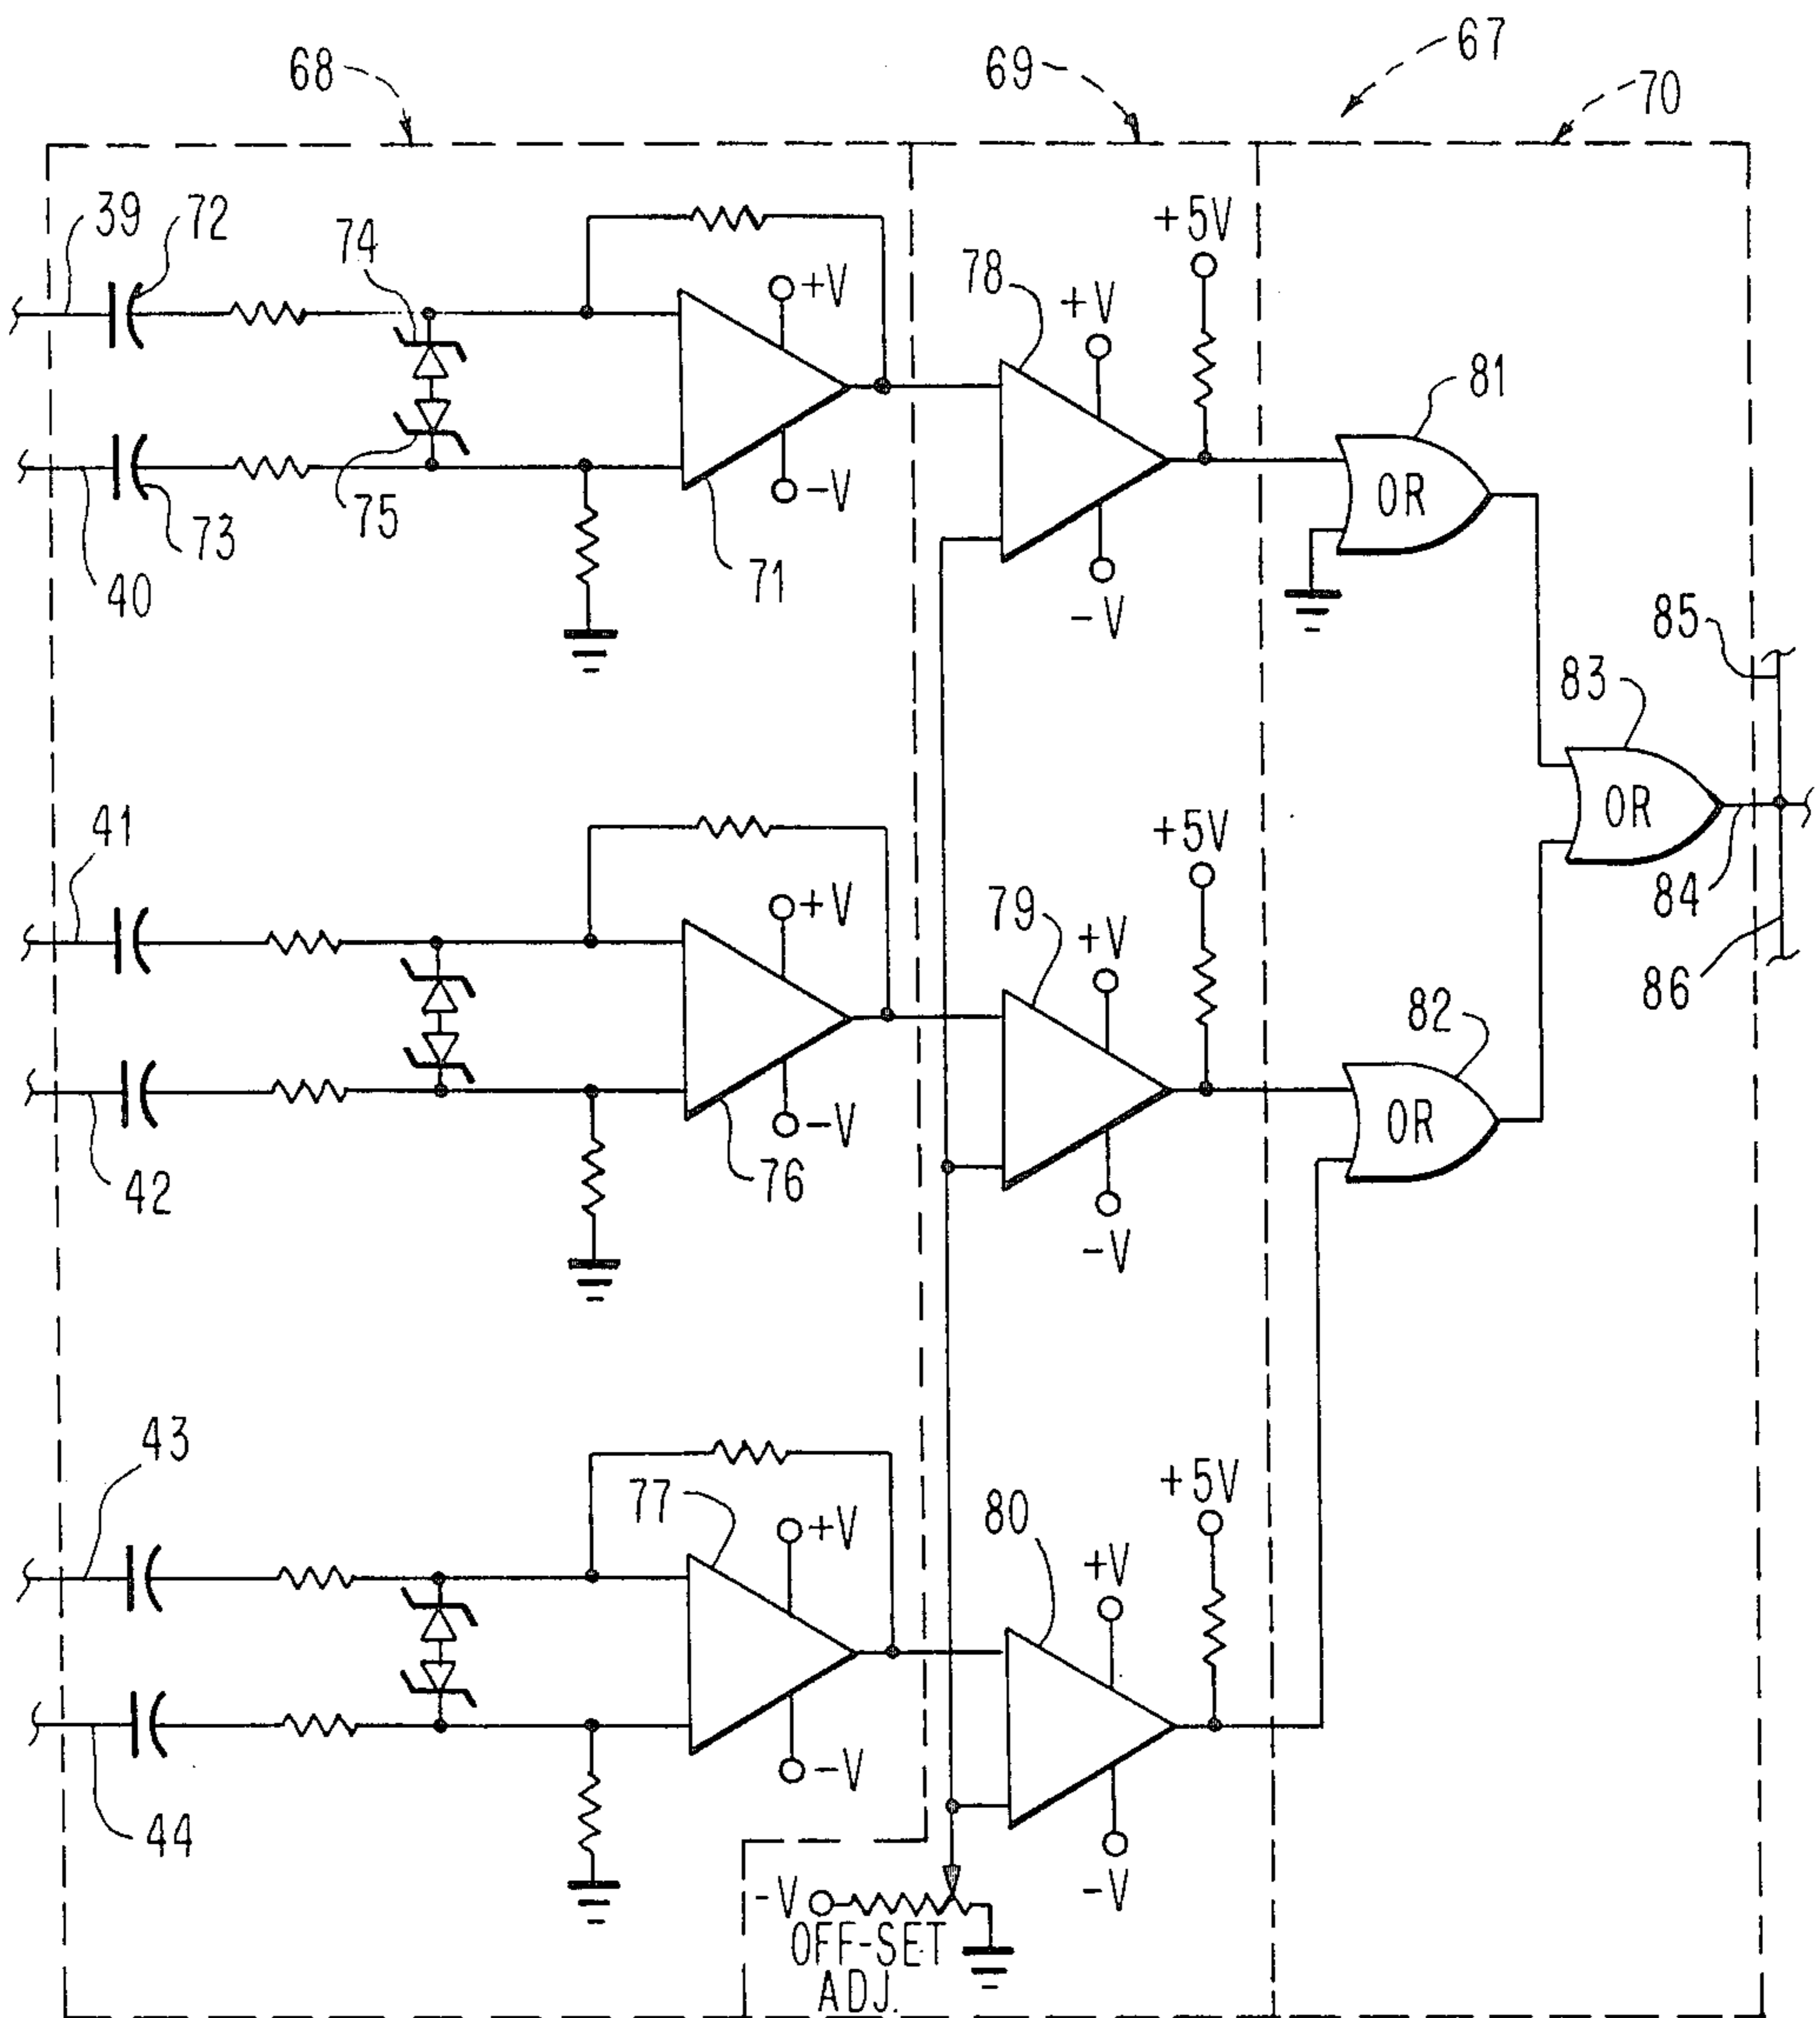 67
68
69
70
39
72
74
+V
78
+V
+5V
81
OR
75
-V
73
40
71
-V
85
83
OR
84
86
41
+V
79
+V
+5V
82
OR
-V
42
76
-V
43
77
+V
80
+V
+5V
-V
44
-V
-V
OFF-SET
ADJ.